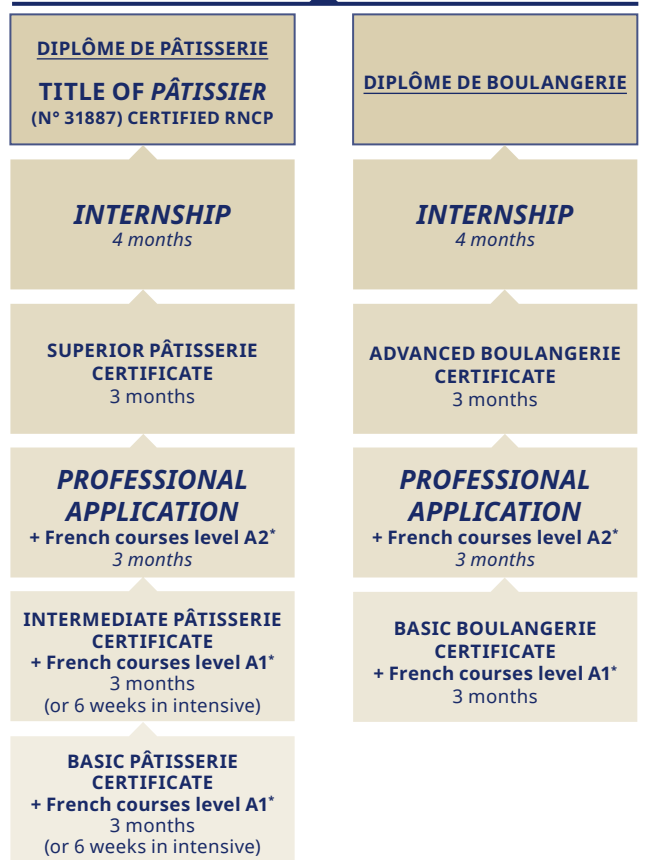 DIPLÔME DE PÂTISSERIE
TITLE OF PÂTISSIER
(N° 31887) CERTIFIED RNCP
INTERNSHIP
4 months
SUPERIOR PÂTISSERIE
CERTIFICATE
3 months
PROFESSIONAL
APPLICATION
+ French courses level A2*
3 months
INTERMEDIATE PÂTISSERIE
CERTIFICATE
+ French courses level A1*
3 months
(or 6 weeks in intensive)
BASIC PÂTISSERIE
CERTIFICATE
+ French courses level A1*
3 months
(or 6 weeks in intensive)
DIPLÔME DE BOULANGERIE
INTERNSHIP
4 months
ADVANCED BOULANGERIE
CERTIFICATE
3 months
PROFESSIONAL
APPLICATION
+ French courses level A2*
3 months
BASIC BOULANGERIE
CERTIFICATE
+ French courses level A1*
3 months